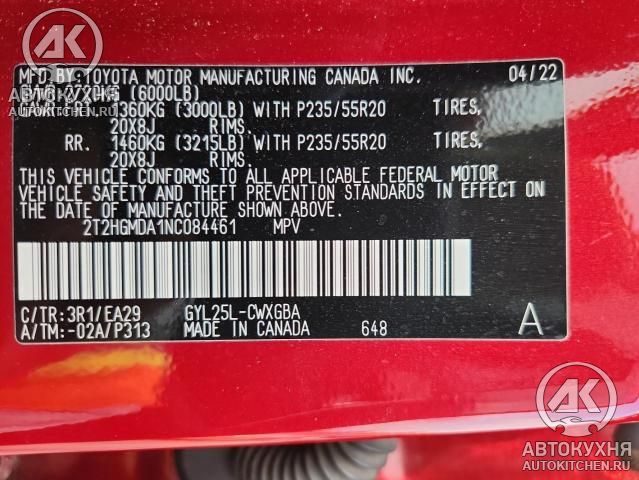 АК
АВТОКУХНЯ
AUTOKITCHEN.RU
MFD BY TOYOTA MOTOR MANUFACTURING CANADA INC. 04/22
2720KG (6000LB)
1360KG (3000LB) WITH P235/55R20 TIRES,
20X8J RIMS.
RR. 1460KG (3215LB) WITH P235/55R20 TIRES,
20X8J RIMS.
THIS VEHICLE CONFORMS TO ALL APPLICABLE FEDERAL MOTOR
VEHICLE SAFETY AND THEFT PREVENTION STANDARDS IN EFFECT ON
THE DATE OF MANUFACTURE SHOWN ABOVE.
2T2HGMDA1NC084461 MPV
C/TR: 3R1/EA29 GYL25L-CWXGBA
A/TM: -02A/P313 MADE IN CANADA 648 A
АК
АВТОКУХНЯ
AUTOKITCHEN.RU